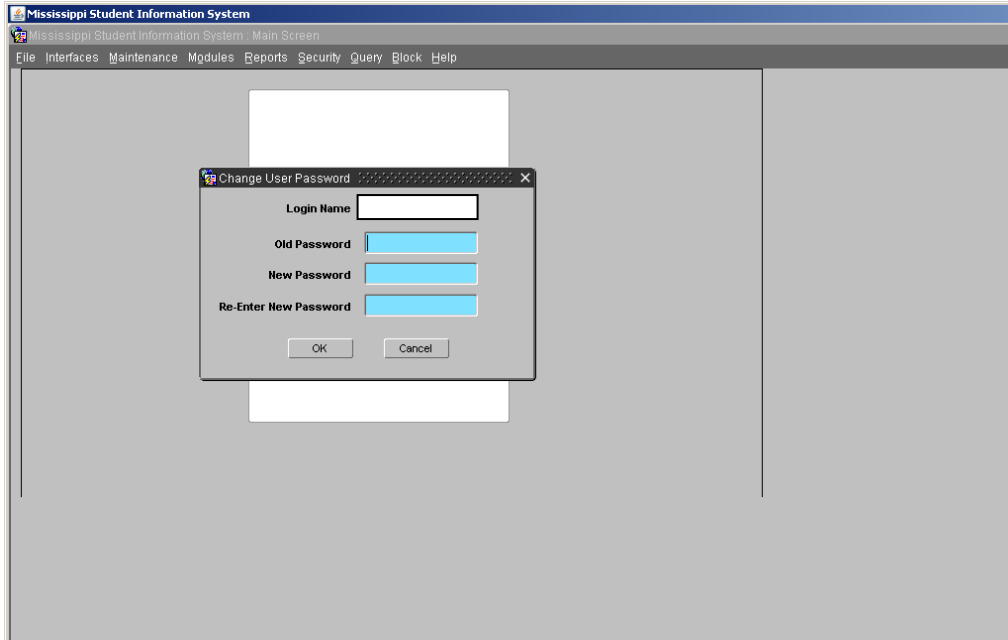 Mississippi Student Information System
Mississippi Student Information System : Main Screen
File Interfaces Maintenance Modules Reports Security Query Block Help
Change User Password
Login Name
Old Password
New Password
Re-Enter New Password
OK Cancel